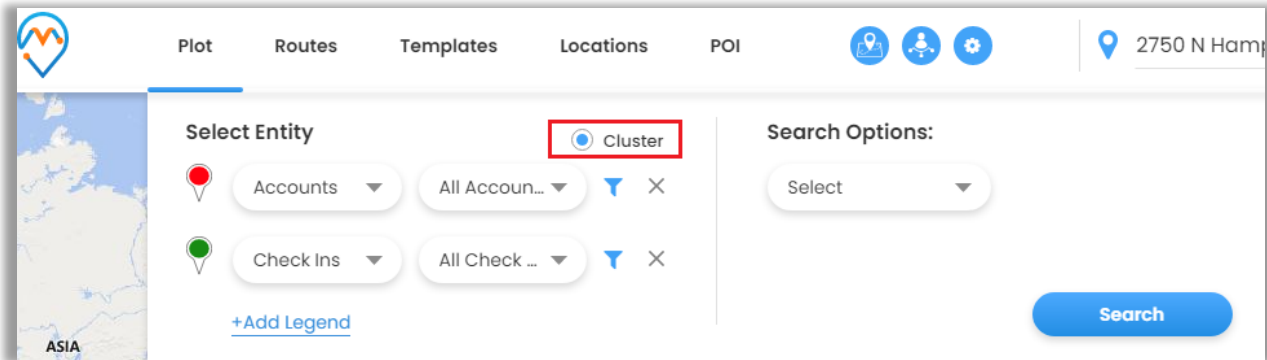 Plot Routes Templates Locations POI 2750 N Hamp
Select Entity Cluster Search Options:
Accounts All Accoun... Select
Check Ins All Check ...
+Add Legend Search
ASIA